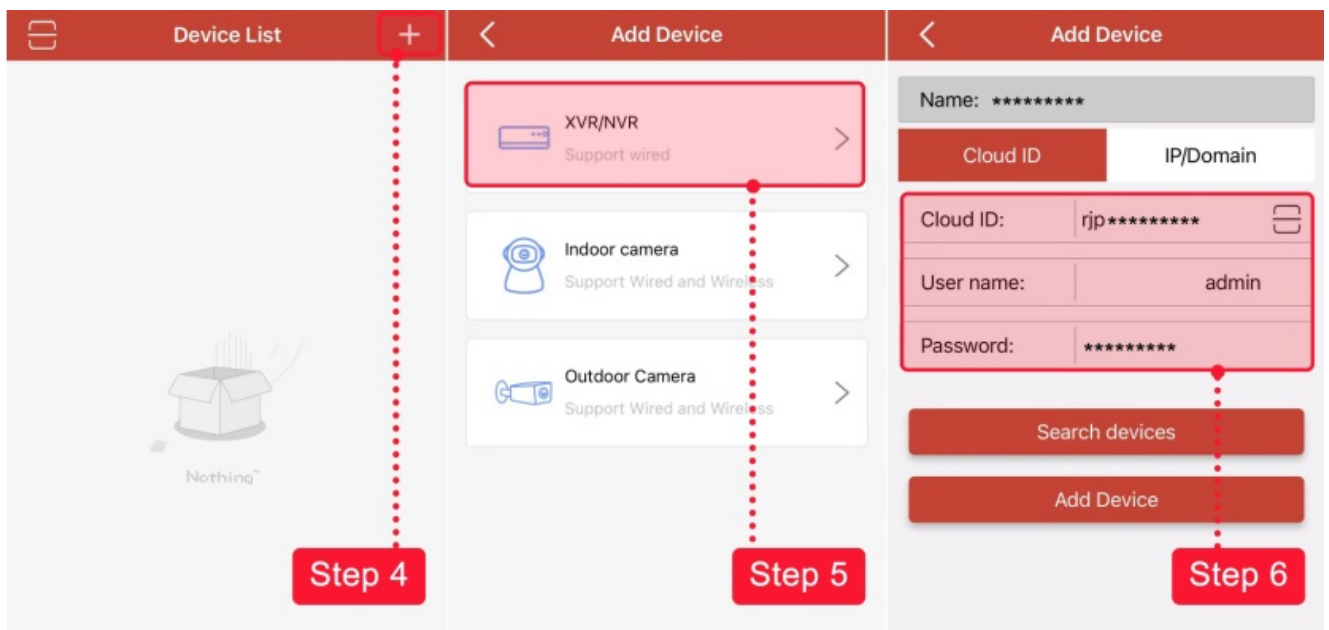 Device List
+
Nothing~
Step 4
Add Device
XVR/NVR
Support wired
Indoor camera
Support Wired and Wireless
Outdoor Camera
Support Wired and Wireless
Step 5
Add Device
Name: *********
Cloud ID
IP/Domain
Cloud ID: rjp*********
User name: admin
Password: *********
Search devices
Add Device
Step 6